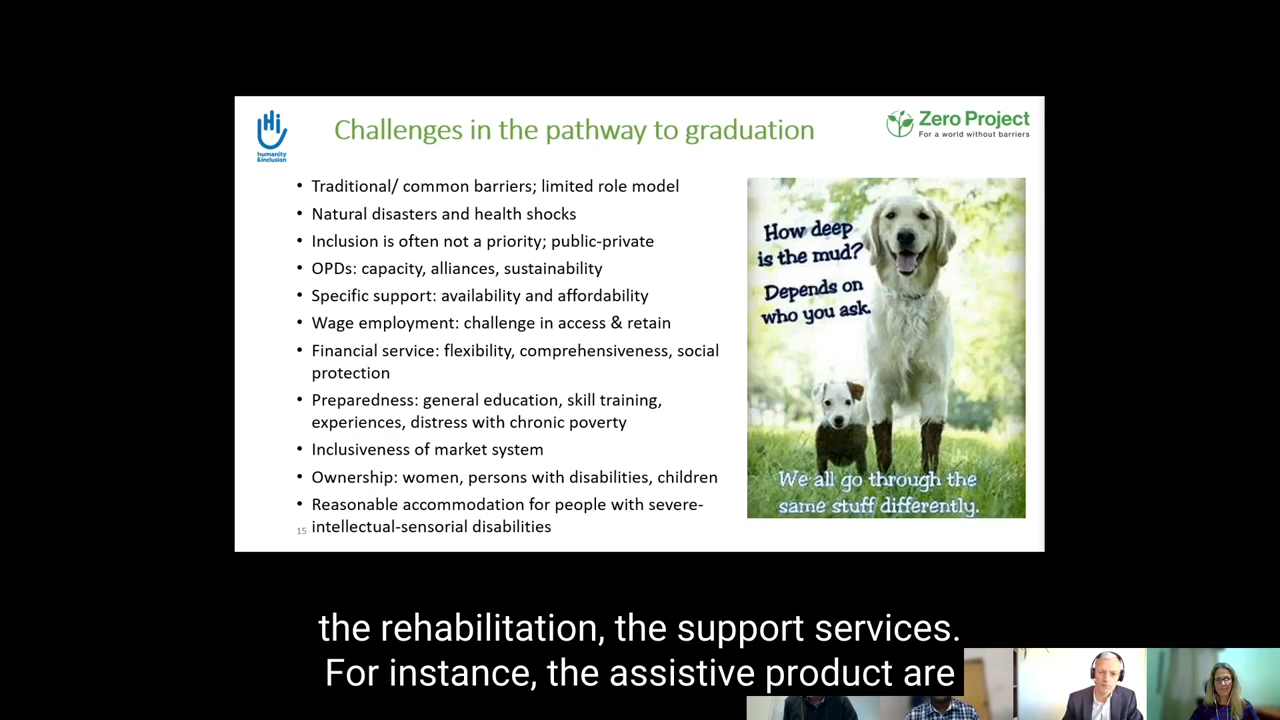 Hi
humanity
&inclusion
Challenges in the pathway to graduation
Zero Project
For a world without barriers
• Traditional/ common barriers; limited role model
• Natural disasters and health shocks
• Inclusion is often not a priority; public-private
• OPDs: capacity, alliances, sustainability
• Specific support: availability and affordability
• Wage employment: challenge in access & retain
• Financial service: flexibility, comprehensiveness, social
protection
• Preparedness: general education, skill training,
experiences, distress with chronic poverty
• Inclusiveness of market system
• Ownership: women, persons with disabilities, children
• Reasonable accommodation for people with severe-
intellectual-sensorial disabilities
15
How deep
is the mud?
Depends on
who you ask.
We all go through the
same stuff differently.
the rehabilitation, the support services.
For instance, the assistive product are